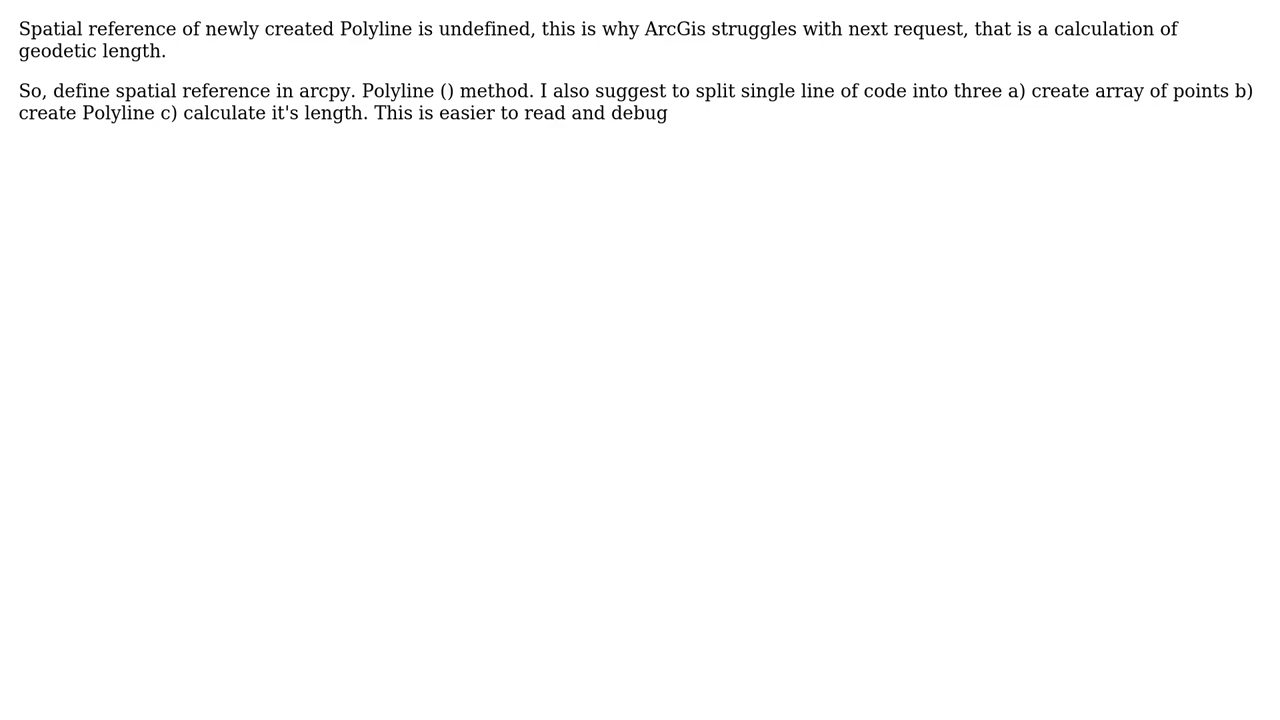 Spatial reference of newly created Polyline is undefined, this is why ArcGis struggles with next request, that is a calculation of
geodetic length.
So, define spatial reference in arcpy. Polyline () method. I also suggest to split single line of code into three a) create array of points b)
create Polyline c) calculate it's length. This is easier to read and debug